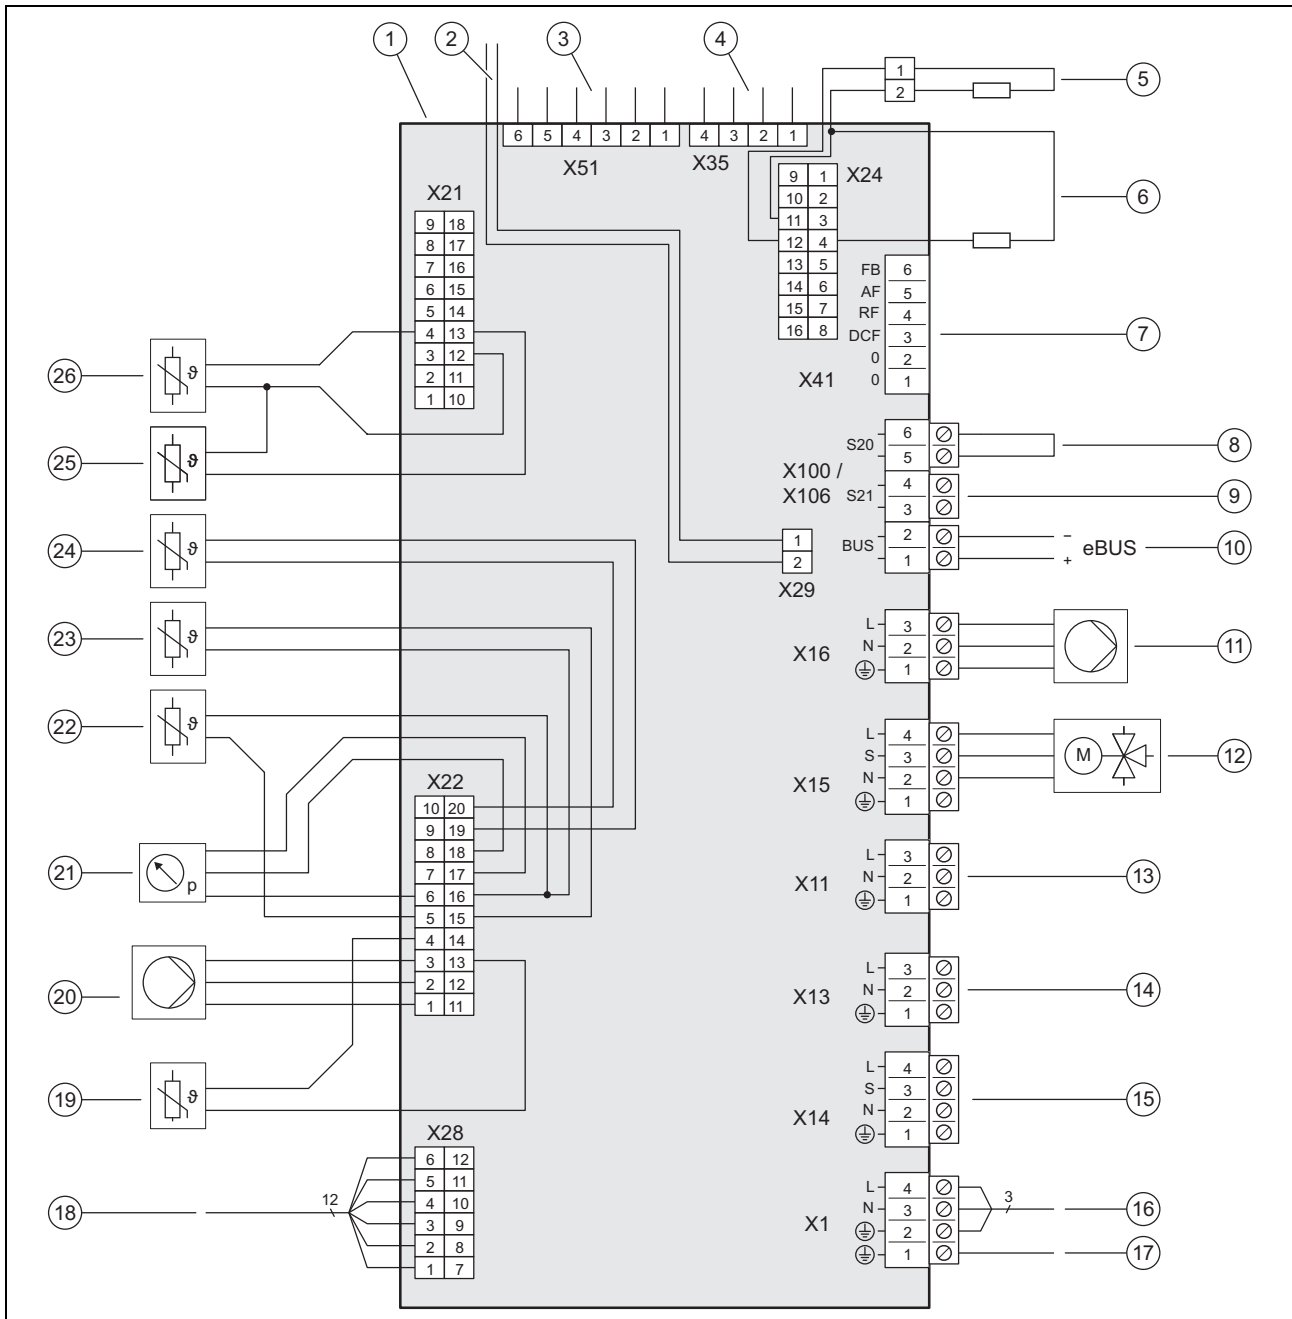 1
2
3
4
5
1
2
6 5 4 3 2 1
4 3 2 1
X51
X35
X24
9 1
10 2
11 3
12 4
13 5
14 6
15 7
16 8
6
X21
9 18
8 17
7 16
6 15
5 14
4 13
3 12
2 11
1 10
FB 6
AF 5
RF 4
DCF 3
0 2
0 1
X41
7
26
ϑ
25
ϑ
S20
6
5
8
X100 /
X106
S21
4
3
9
BUS
2
1
−
+
eBUS
10
24
ϑ
1
2
X29
23
ϑ
X16
L 3
N 2
1
11
22
ϑ
X15
L 4
S 3
N 2
1
M
12
X22
10 20
9 19
8 18
7 17
6 16
5 15
4 14
3 13
2 12
1 11
21
p
X11
L 3
N 2
1
13
20
X13
L 3
N 2
1
14
19
ϑ
X14
L 4
S 3
N 2
1
15
X28
6 12
5 11
4 10
3 9
2 8
1 7
18
12
X1
L 4
N 3
2
1
3
16
17